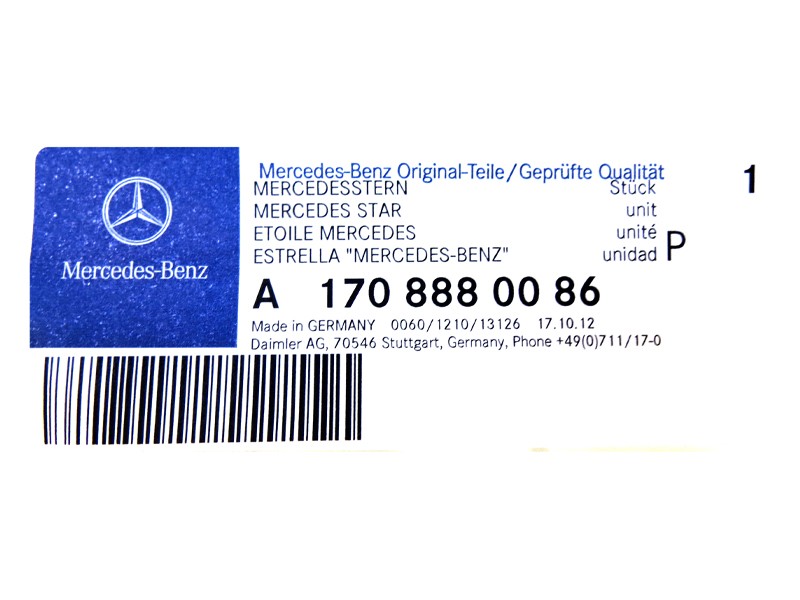 Mercedes-Benz
Mercedes-Benz Original-Teile/Geprüfte Qualität
MERCEDESSTERN Stück
MERCEDES STAR unit
ETOILE MERCEDES unité
ESTRELLA "MERCEDES-BENZ" unidad P
1
A 170 888 00 86
Made in GERMANY 0060/1210/13126 17.10.12
Daimler AG, 70546 Stuttgart, Germany, Phone +49(0)711/17-0